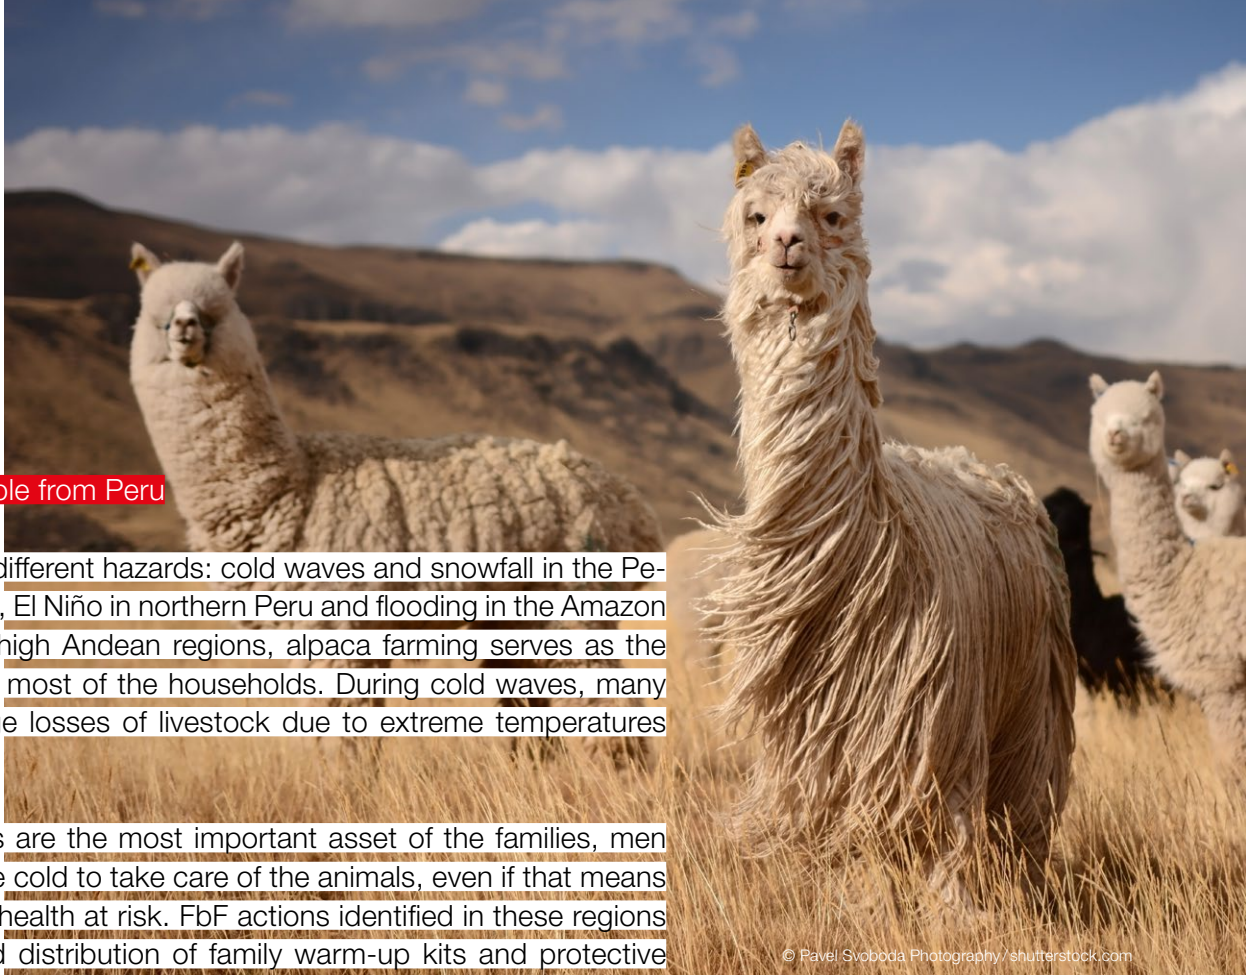 from Peru
different hazards: cold waves and snowfall in the Pe-
, El Niño in northern Peru and flooding in the Amazon
high Andean regions, alpaca farming serves as the
most of the households. During cold waves, many
losses of livestock due to extreme temperatures
are the most important asset of the families, men
cold to take care of the animals, even if that means
health at risk. FbF actions identified in these regions
distribution of family warm-up kits and protective
© Pavel Svoboda Photography / shutterstock.com